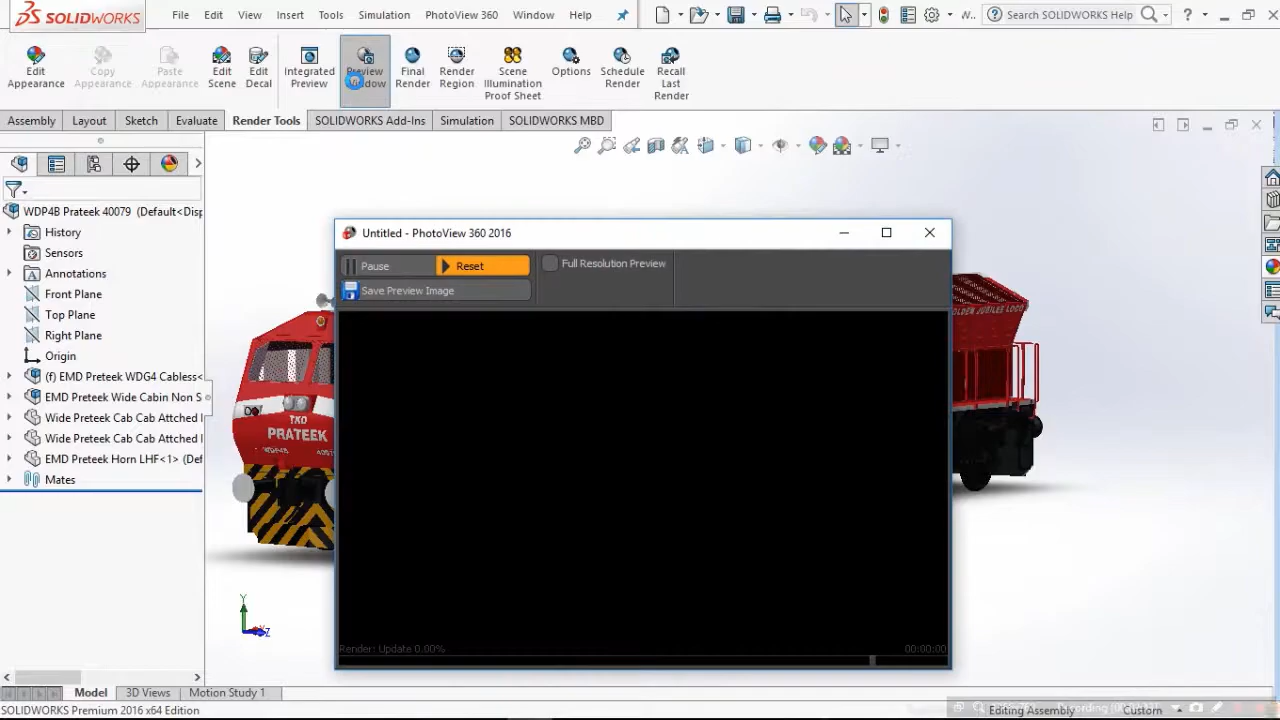 SOLIDWORKS
File Edit View Insert Tools Simulation PhotoView 360 Window Help
Search SOLIDWORKS Help
?
Edit Appearance
Copy Appearance
Paste Appearance
Edit Scene
Edit Decal
Integrated Preview
Preview Window
Final Render
Render Region
Scene Illumination Proof Sheet
Options
Schedule Render
Recall Last Render
Assembly Layout Sketch Evaluate Render Tools SOLIDWORKS Add-Ins Simulation SOLIDWORKS MBD
WDP4B Prateek 40079 (Default<Disp
History
Sensors
Annotations
Front Plane
Top Plane
Right Plane
Origin
(f) EMD Preteek WDG4 Cabless<
EMD Preteek Wide Cabin Non S
Wide Preteek Cab Cab Attched I
Wide Preteek Cab Cab Attched I
EMD Preteek Horn LHF<1> (Def
Mates
Untitled - PhotoView 360 2016
Pause Reset
Full Resolution Preview
Save Preview Image
Render: Update 0.00% 00:00:00
TKD
PRATEEK
WDP4B
OLDEN JUBILEE LOCO
Y
Z
Model 3D Views Motion Study 1
SOLIDWORKS Premium 2016 x64 Edition
Editing Assembly Custom